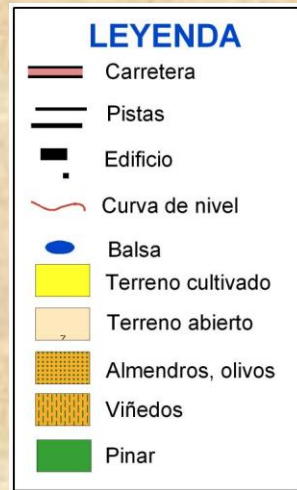 LEYENDA
Carretera
Pistas
Edificio
Curva de nivel
Balsa
Terreno cultivado
Terreno abierto
Almendros, olivos
Viñedos
Pinar